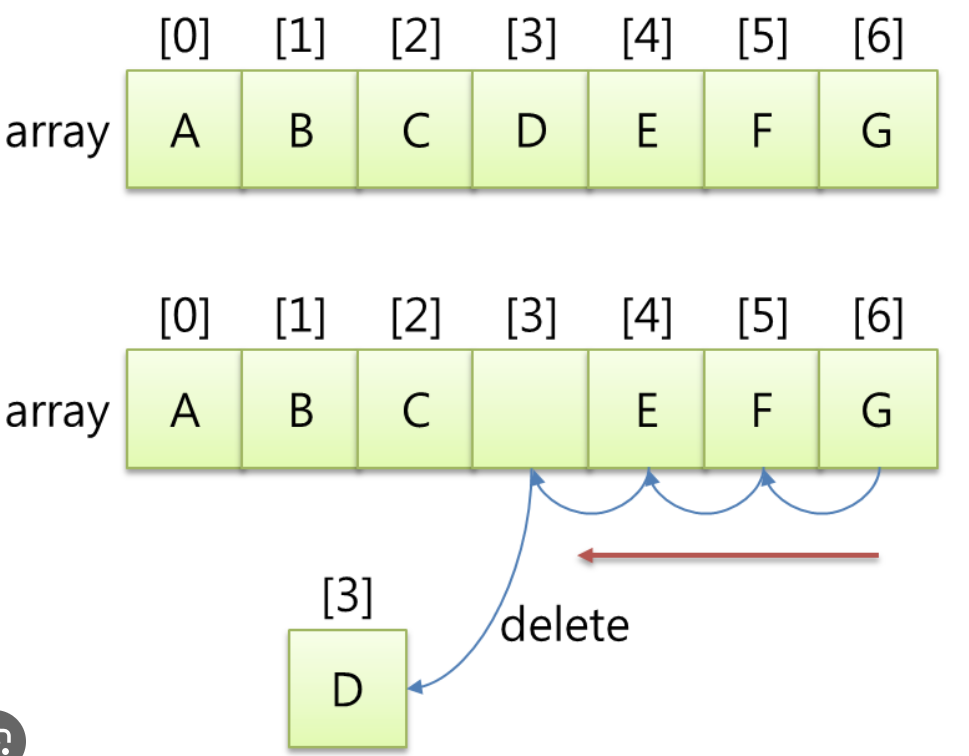 [0] [1] [2] [3] [4] [5] [6]
array A B C D E F G
[0] [1] [2] [3] [4] [5] [6]
array A B C E F G
[3]
delete
D